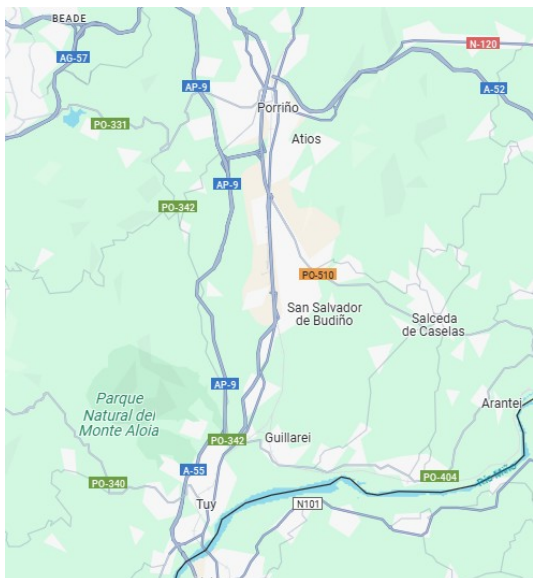 BEADE
N-120
AG-57
AP-9
A-52
Porriño
PO-331
Atios
AP-9
PO-342
PO-510
San Salvador
de Budiño
Salceda
de Caselas
AP-9
Parque
Natural del
Monte Aloia
Arantei
PO-342
Guillarei
A-55
PO-404
Río Miño
PO-340
Tuy
N101